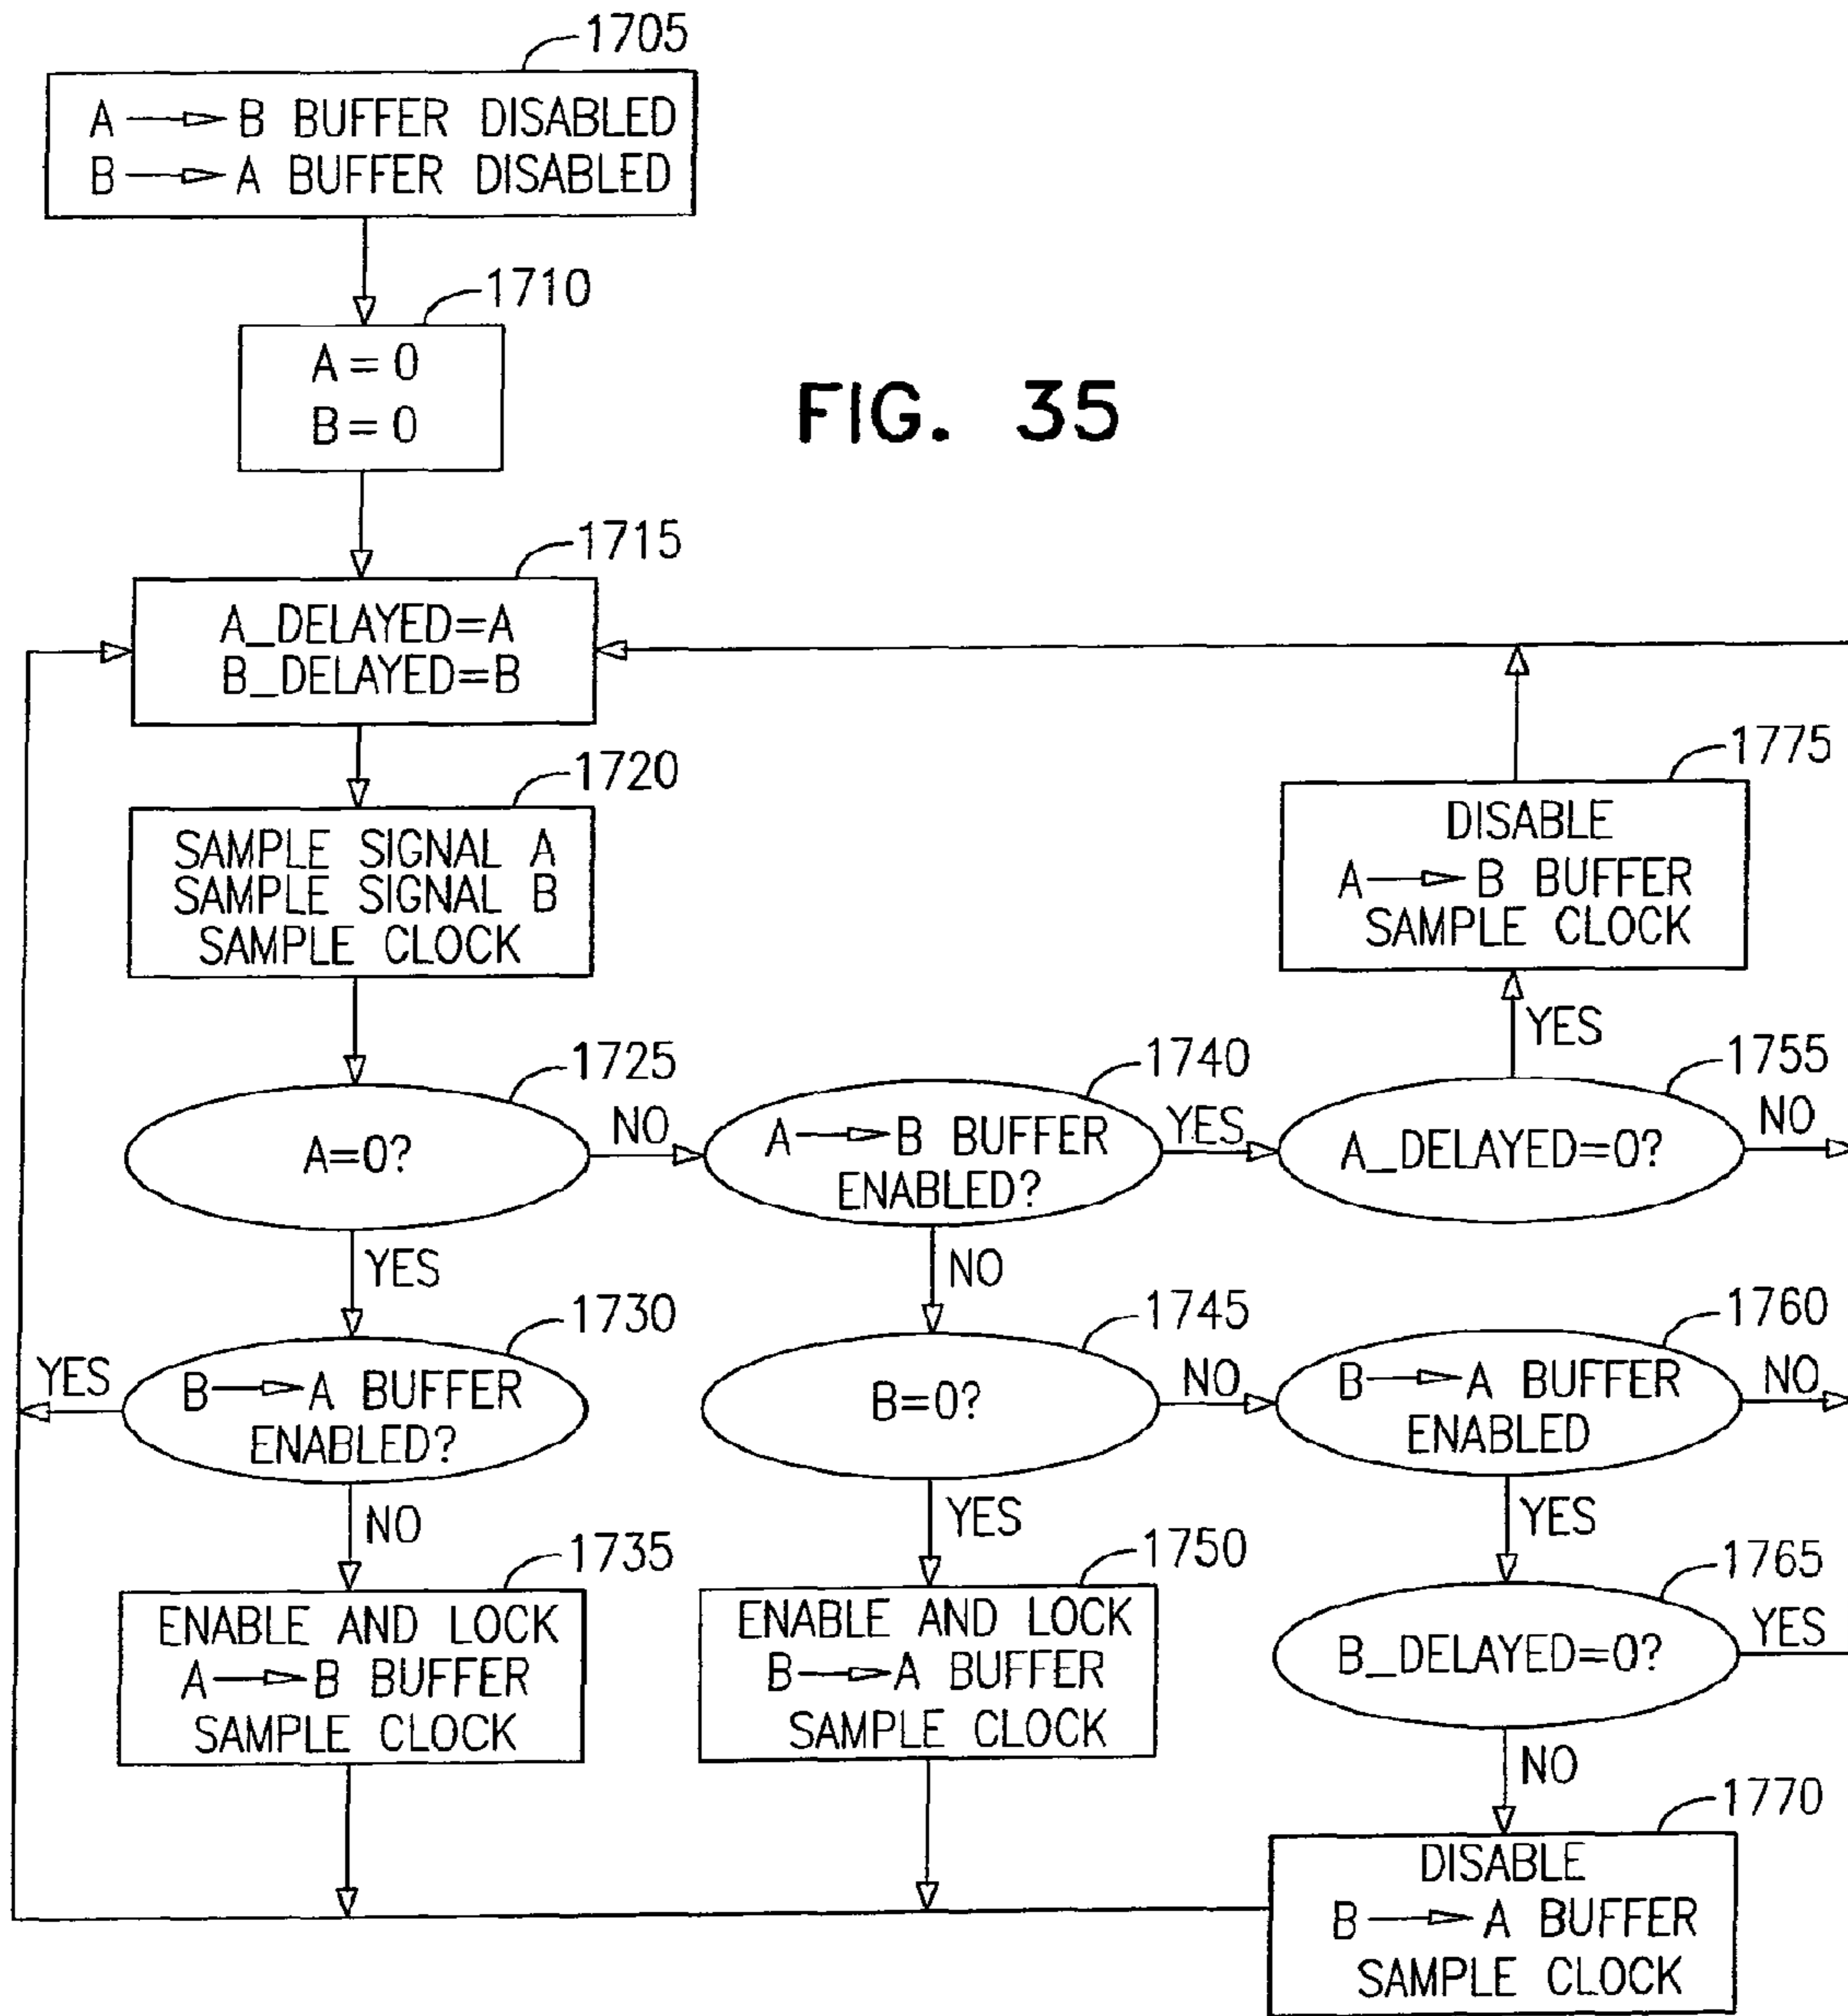 1705
A → B BUFFER DISABLED
B → A BUFFER DISABLED
1710
A = 0
B = 0
FIG. 35
1715
A_DELAYED=A
B_DELAYED=B
1720
SAMPLE SIGNAL A
SAMPLE SIGNAL B
SAMPLE CLOCK
1775
DISABLE
A → B BUFFER
SAMPLE CLOCK
YES
1725
A=0?
NO
1740
A → B BUFFER
ENABLED?
YES
1755
A_DELAYED=0?
NO
YES
NO
1730
B → A BUFFER
ENABLED?
YES
1745
B=0?
NO
1760
B → A BUFFER
ENABLED
NO
NO
YES
YES
1735
ENABLE AND LOCK
A → B BUFFER
SAMPLE CLOCK
1750
ENABLE AND LOCK
B → A BUFFER
SAMPLE CLOCK
1765
B_DELAYED=0?
YES
NO
1770
DISABLE
B → A BUFFER
SAMPLE CLOCK